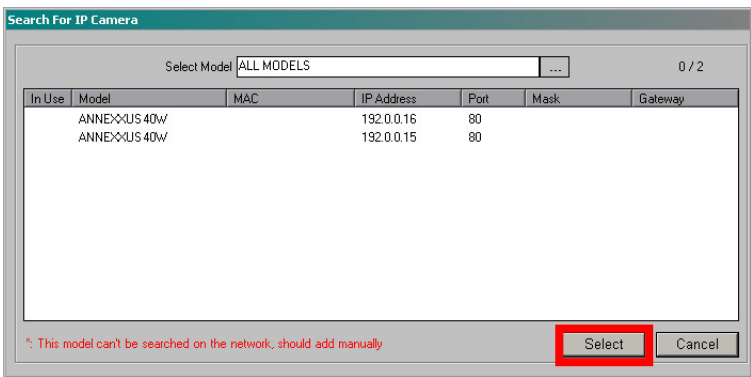 Search For IP Camera
Select Model ALL MODELS ... 0 / 2
In Use Model MAC IP Address Port Mask Gateway
ANNEXXUS 40W 192.0.0.16 80
ANNEXXUS 40W 192.0.0.15 80
*: This model can't be searched on the network, should add manually
Select Cancel